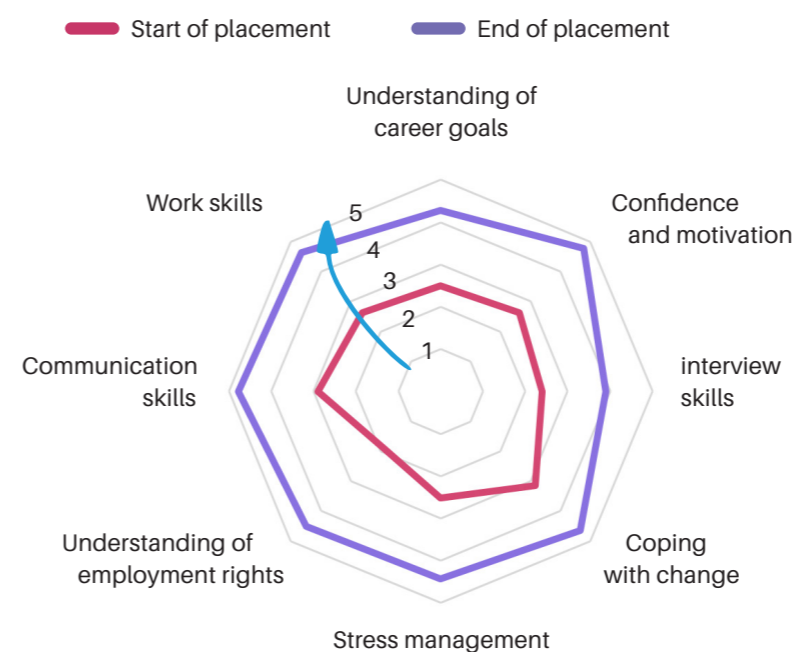 Start of placement
End of placement
Understanding of
career goals
Work skills
Confidence
and motivation
5
4
3
2
1
Communication
skills
interview
skills
Understanding of
employment rights
Coping
with change
Stress management